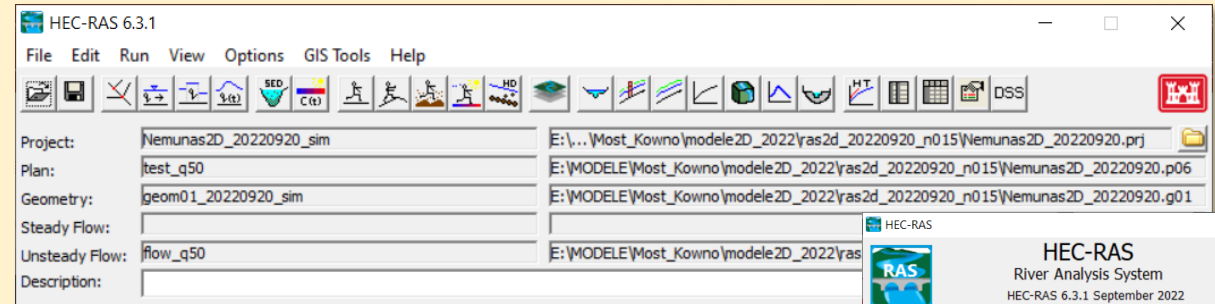 HEC-RAS 6.3.1
File Edit Run View Options GIS Tools Help
SED C(t) HD HT DSS
Project: Nemunas2D_20220920_sim E:\...\Most_Kowno\modele2D_2022\ras2d_20220920_n015\Nemunas2D_20220920.prj
Plan: test_q50 E:\MODELE\Most_Kowno\modele2D_2022\ras2d_20220920_n015\Nemunas2D_20220920.p06
Geometry: geom01_20220920_sim E:\MODELE\Most_Kowno\modele2D_2022\ras2d_20220920_n015\Nemunas2D_20220920.g01
Steady Flow:
Unsteady Flow: flow_q50 E:\MODELE\Most_Kowno\modele2D_2022\ras
Description:
HEC-RAS
RAS
HEC-RAS
River Analysis System
HEC-RAS 6.3.1 September 2022